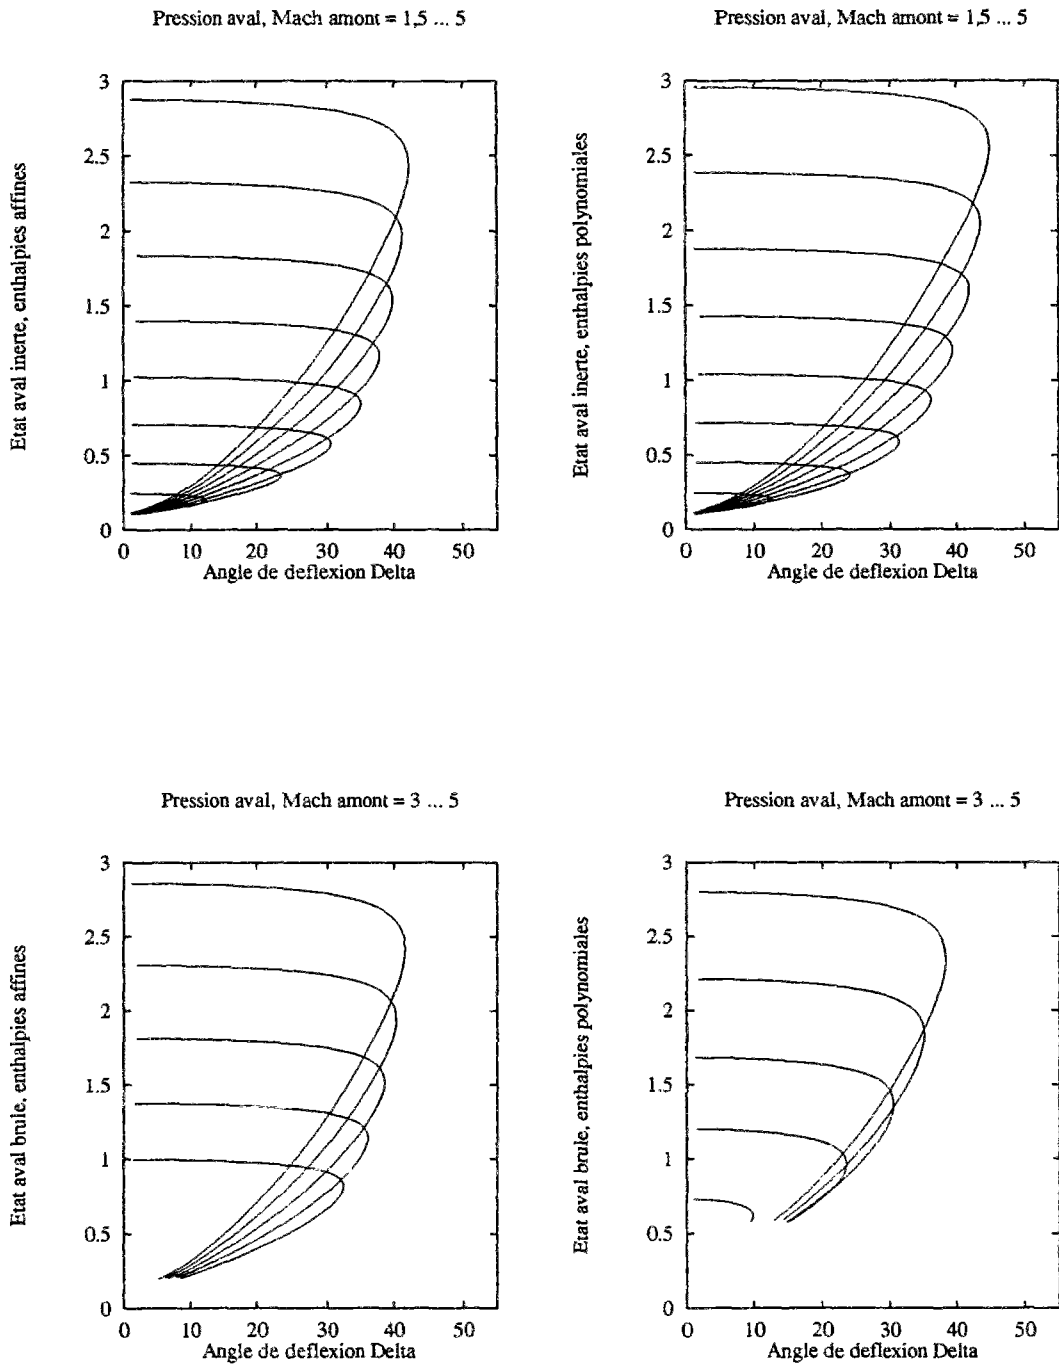 Pression aval, Mach amont = 1,5 ... 5
Etat aval inerte, enthalpies affines
3
2.5
2
1.5
1
0.5
0
0 10 20 30 40 50
Angle de deflexion Delta
Pression aval, Mach amont = 1,5 ... 5
Etat aval inerte, enthalpies polynomiales
3
2.5
2
1.5
1
0.5
0
0 10 20 30 40 50
Angle de deflexion Delta
Pression aval, Mach amont = 3 ... 5
Etat aval brule, enthalpies affines
3
2.5
2
1.5
1
0.5
0
0 10 20 30 40 50
Angle de deflexion Delta
Pression aval, Mach amont = 3 ... 5
Etat aval brule, enthalpies polynomiales
3
2.5
2
1.5
1
0.5
0
0 10 20 30 40 50
Angle de deflexion Delta